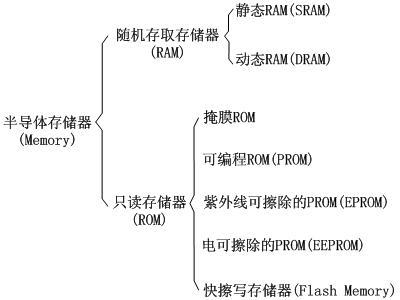 半导体存储器
(Memory)
随机存取存储器
(RAM)
静态RAM(SRAM)
动态RAM(DRAM)
只读存储器
(ROM)
掩膜ROM
可编程ROM(PROM)
紫外线可擦除的PROM(EPROM)
电可擦除的PROM(EEPROM)
快擦写存储器(Flash Memory)